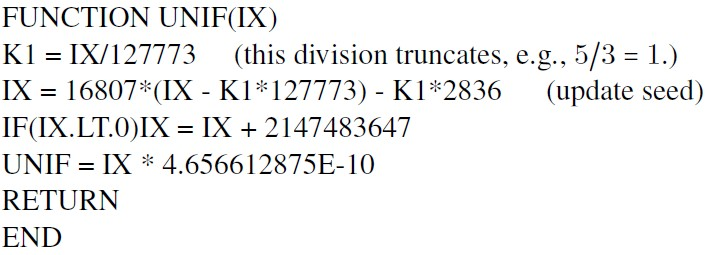 FUNCTION UNIF(IX)
K1 = IX/127773 (this division truncates, e.g., 5/3 = 1.)
IX = 16807*(IX - K1*127773) - K1*2836 (update seed)
IF(IX.LT.0)IX = IX + 2147483647
UNIF = IX * 4.656612875E-10
RETURN
END